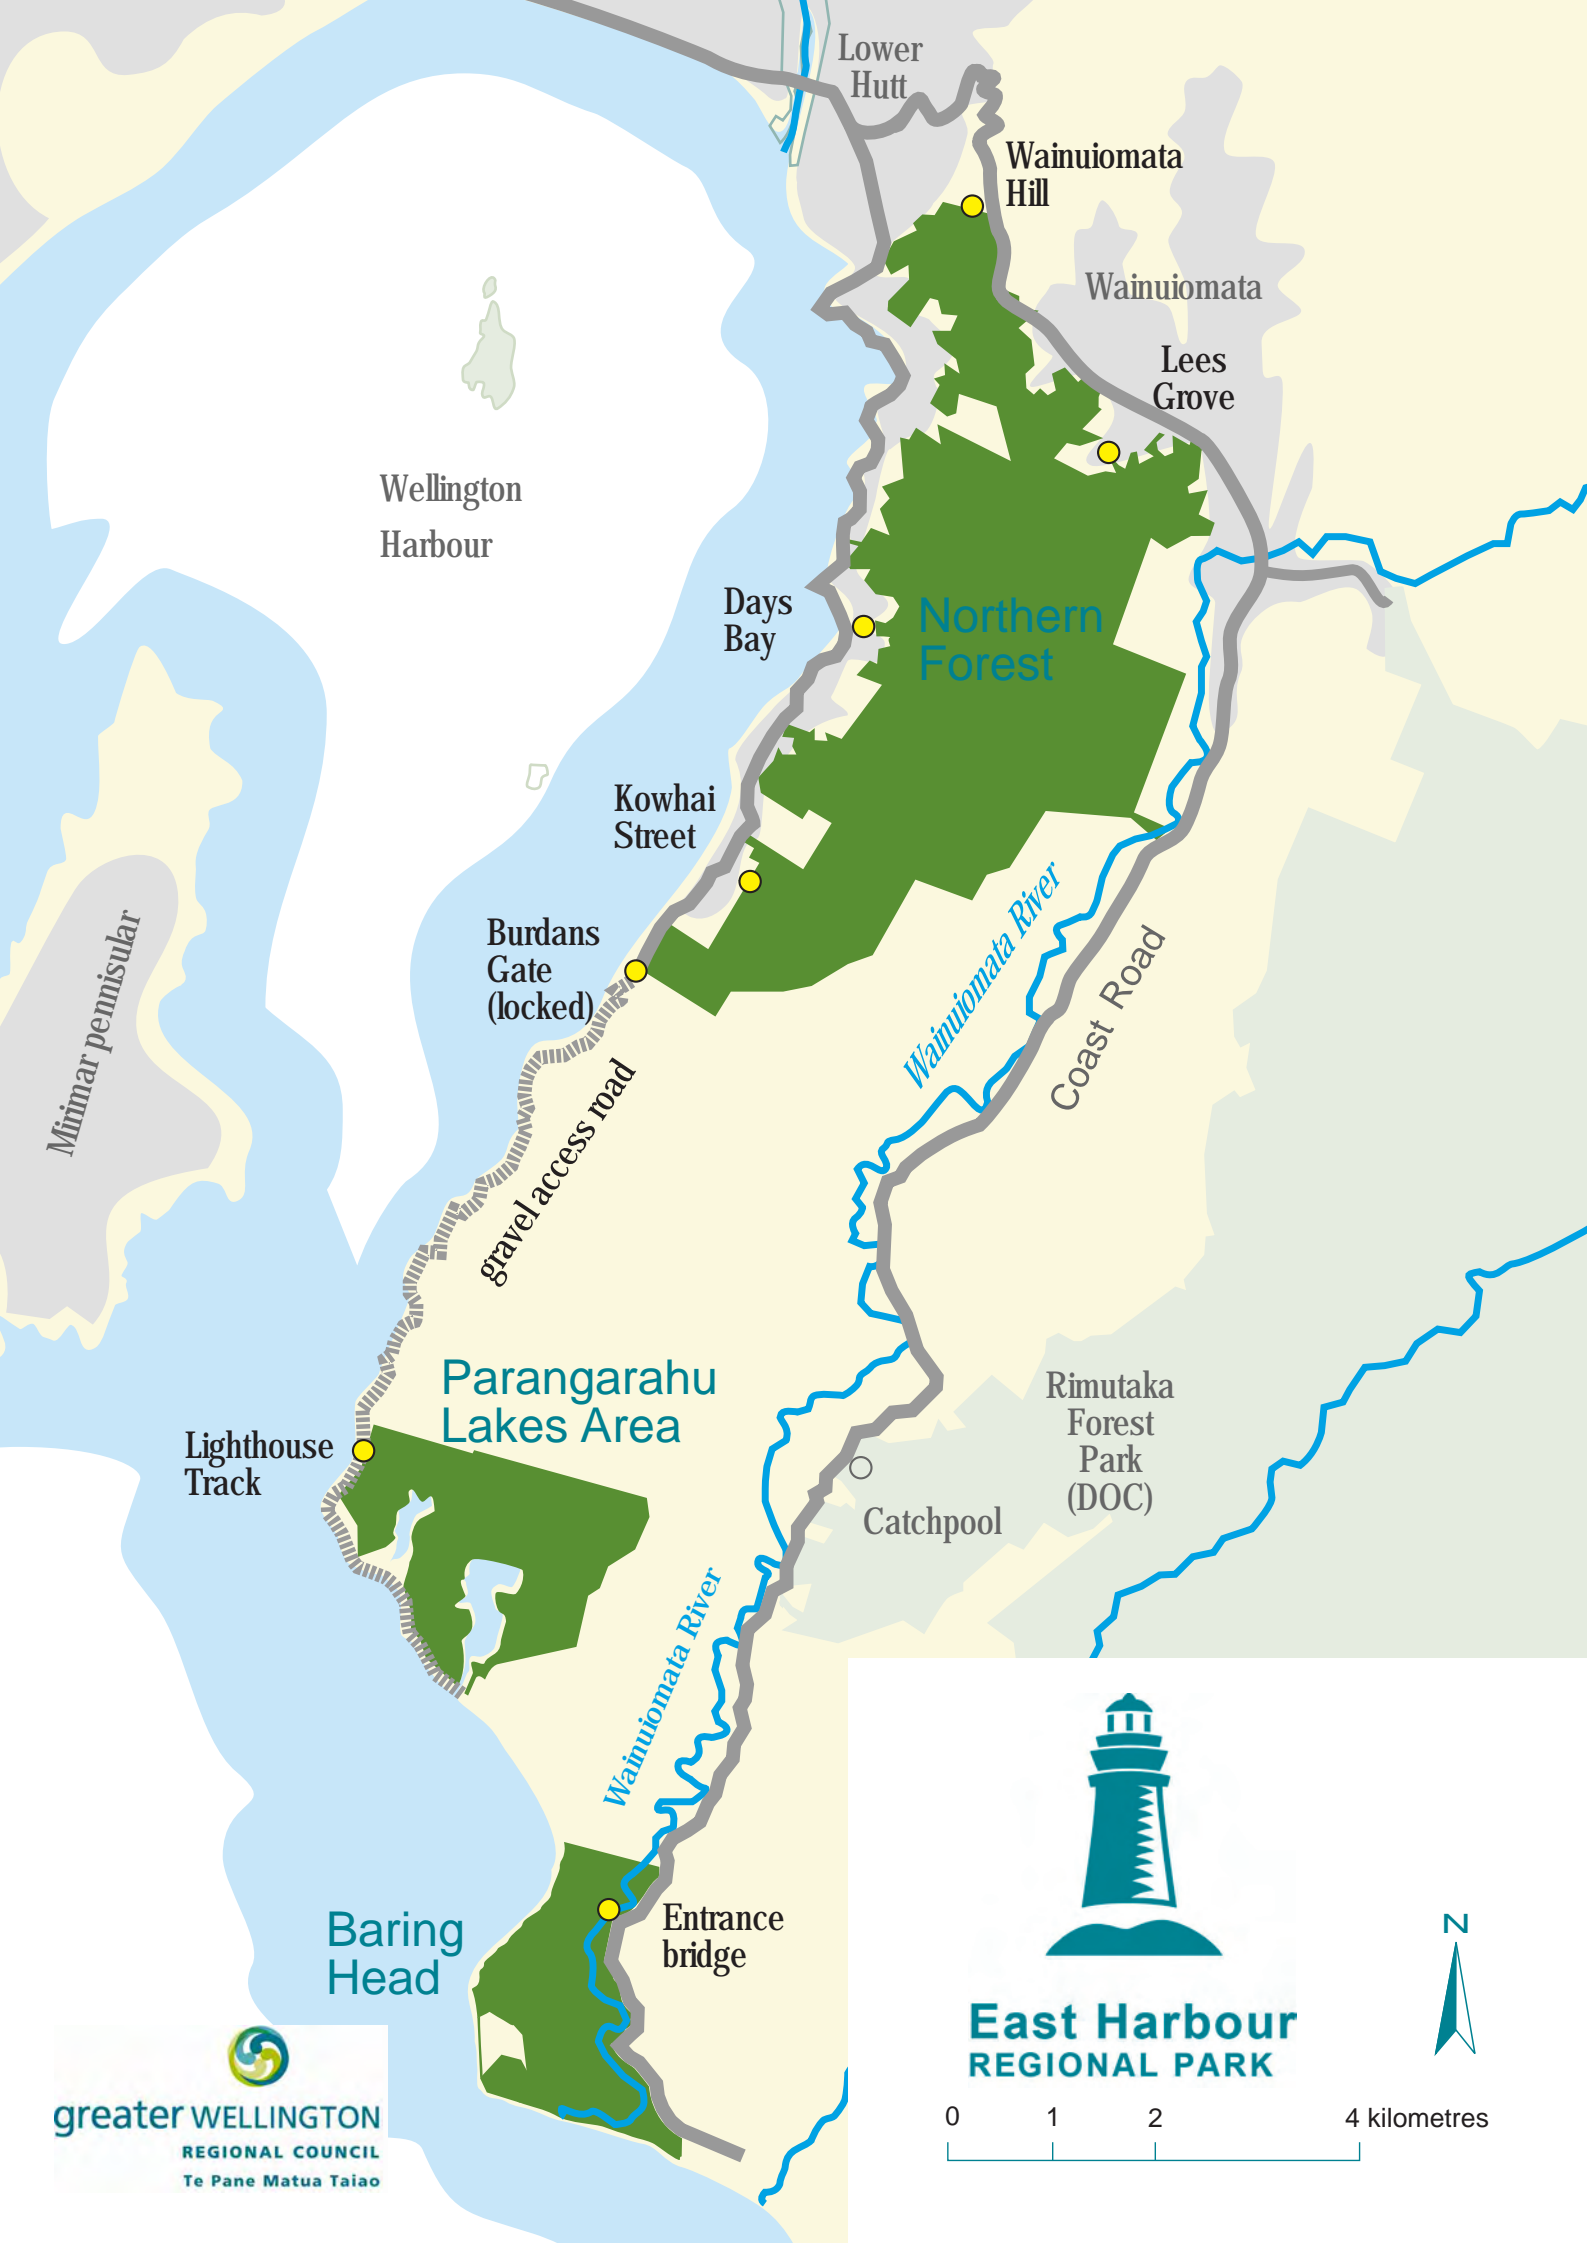 Lower
Hutt
Wainuiomata
Hill
Wainuiomata
Lees
Grove
Wellington
Harbour
Days
Bay
Northern
Forest
Kowhai
Street
Burdans
Gate
(locked)
Mirimar pennisular
Wainuiomata River
Coast Road
gravel access road
Parangarahu
Lakes Area
Rimutaka
Forest
Park
(DOC)
Lighthouse
Track
Catchpool
Wainuiomata River
Entrance
bridge
Baring
Head
N
East Harbour
REGIONAL PARK
0 1 2 4 kilometres
greater WELLINGTON
REGIONAL COUNCIL
Te Pane Matua Taiao